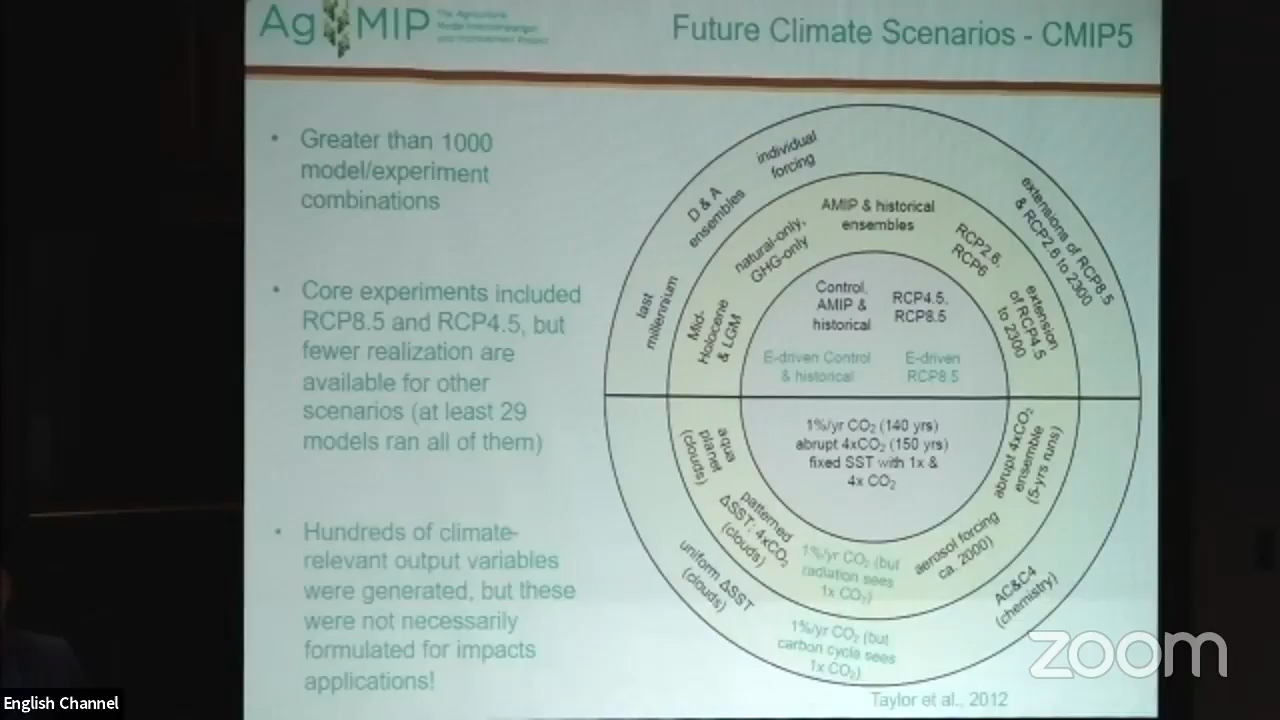 AgMIP
The Agricultural
Model Intercomparison
and Improvement Project
Future Climate Scenarios - CMIP5
• Greater than 1000
model/experiment
combinations
• Core experiments included
RCP8.5 and RCP4.5, but
fewer realization are
available for other
scenarios (at least 29
models ran all of them)
• Hundreds of climate-
relevant output variables
were generated, but these
were not necessarily
formulated for impacts
applications!
individual
forcing
D & A
ensembles
last
millennium
extensions of RCP8.5
& RCP2.6 to 2300
AMIP & historical
ensembles
natural-only,
GHG-only
Mid-
Holocene
& LGM
RCP2.6,
RCP6
extension
of RCP4.5
to 2300
Control,
AMIP &
historical
RCP4.5,
RCP8.5
E-driven Control
& historical
E-driven
RCP8.5
1%/yr CO₂ (140 yrs)
abrupt 4xCO₂ (150 yrs)
fixed SST with 1x &
4x CO₂
aqua
planet
(clouds)
patterned
ΔSST; 4xCO₂
(clouds)
1%/yr CO₂ (but
radiation sees
1x CO₂)
aerosol forcing
ca. 2000)
abrupt 4xCO₂
ensemble
(5-yrs runs)
uniform ΔSST
(clouds)
1%/yr CO₂ (but
carbon cycle sees
1x CO₂)
AC&C4
(chemistry)
Taylor et al., 2012
zoom
English Channel